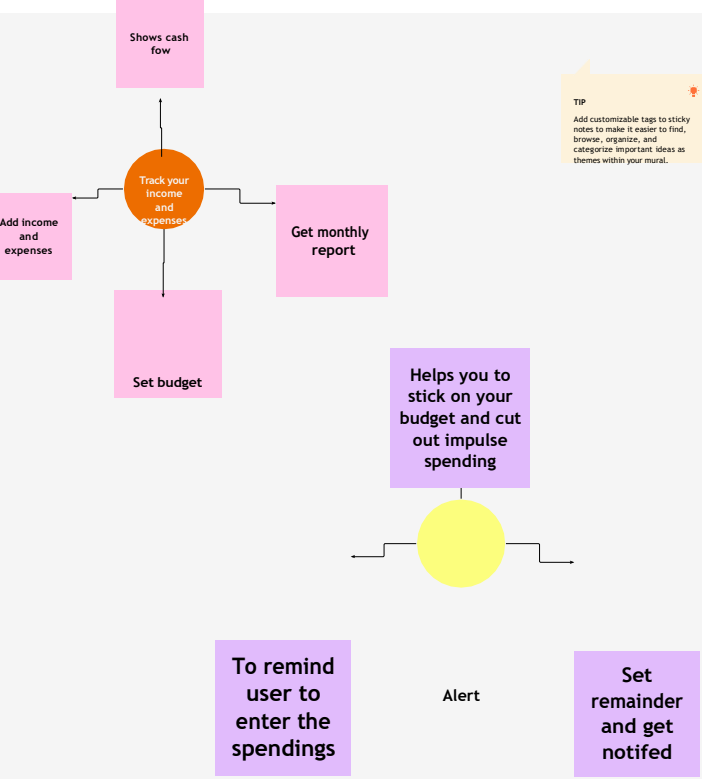 Shows cash
fow
TIP
Add customizable tags to sticky
notes to make it easier to find,
browse, organize, and
categorize important ideas as
themes within your mural.
Track your
income
and
expenses
Add income
and
expenses
Get monthly
report
Set budget
Helps you to
stick on your
budget and cut
out impulse
spending
To remind
user to
enter the
spendings
Alert
Set
remainder
and get
notifed